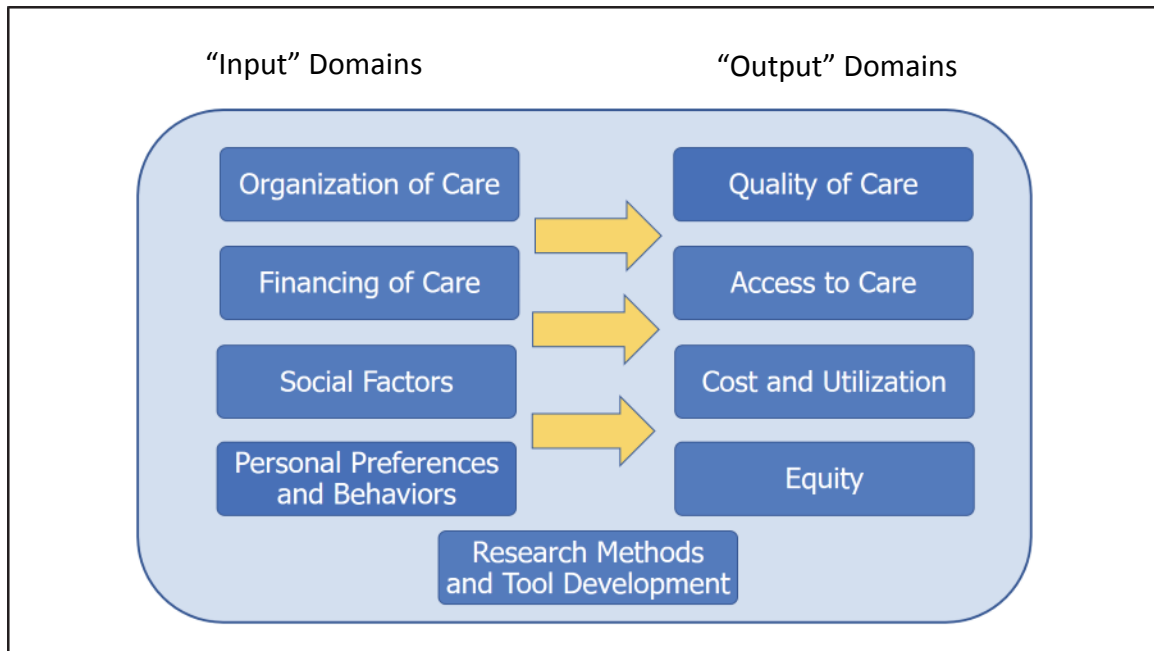 “Input” Domains
“Output” Domains
Organization of Care
Quality of Care
Financing of Care
Access to Care
Social Factors
Cost and Utilization
Personal Preferences
and Behaviors
Equity
Research Methods
and Tool Development